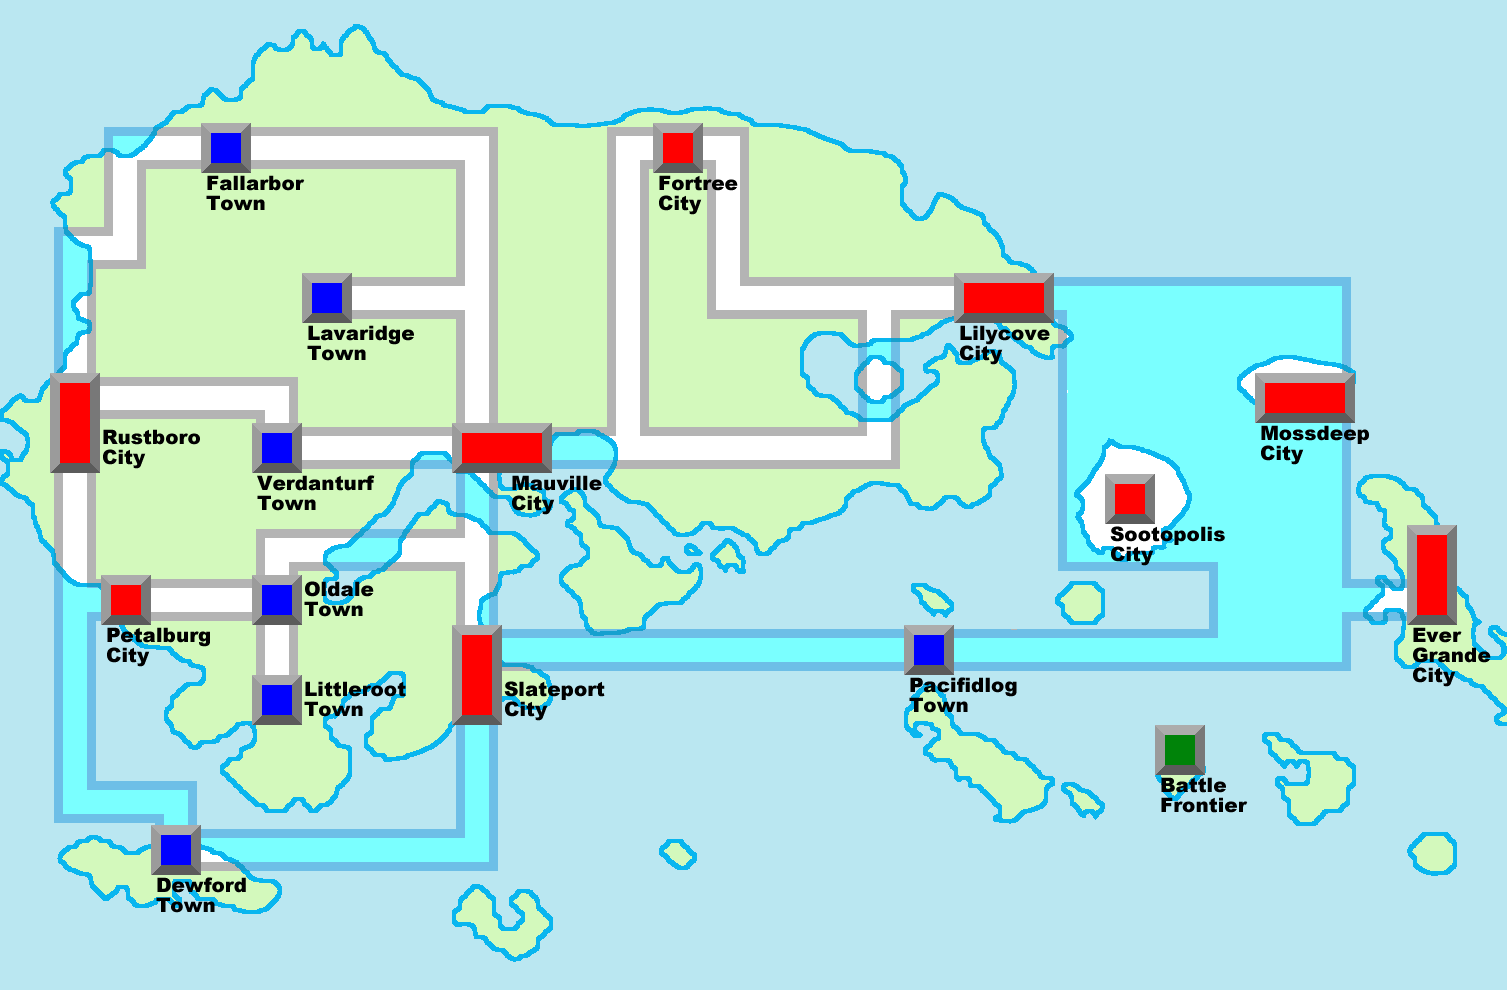 Fallarbor
Town
Fortree
City
Lavaridge
Town
Lilycove
City
Rustboro
City
Verdanturf
Town
Mauville
City
Mossdeep
City
Sootopolis
City
Oldale
Town
Petalburg
City
Littleroot
Town
Slateport
City
Pacifidlog
Town
Ever
Grande
City
Battle
Frontier
Dewford
Town